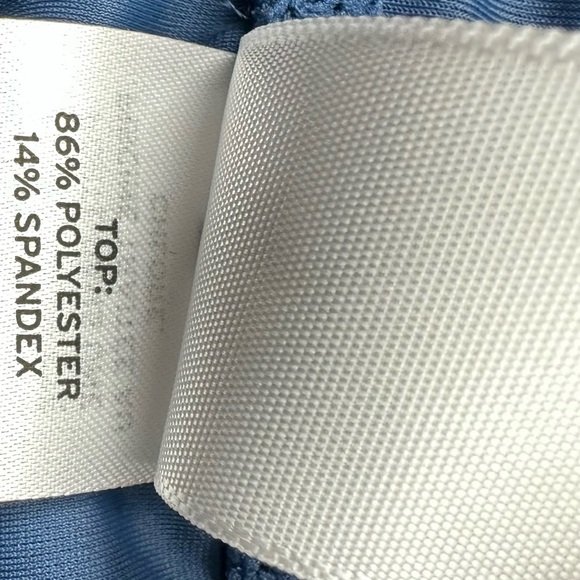 TOP:
86% POLYESTER
14% SPANDEX